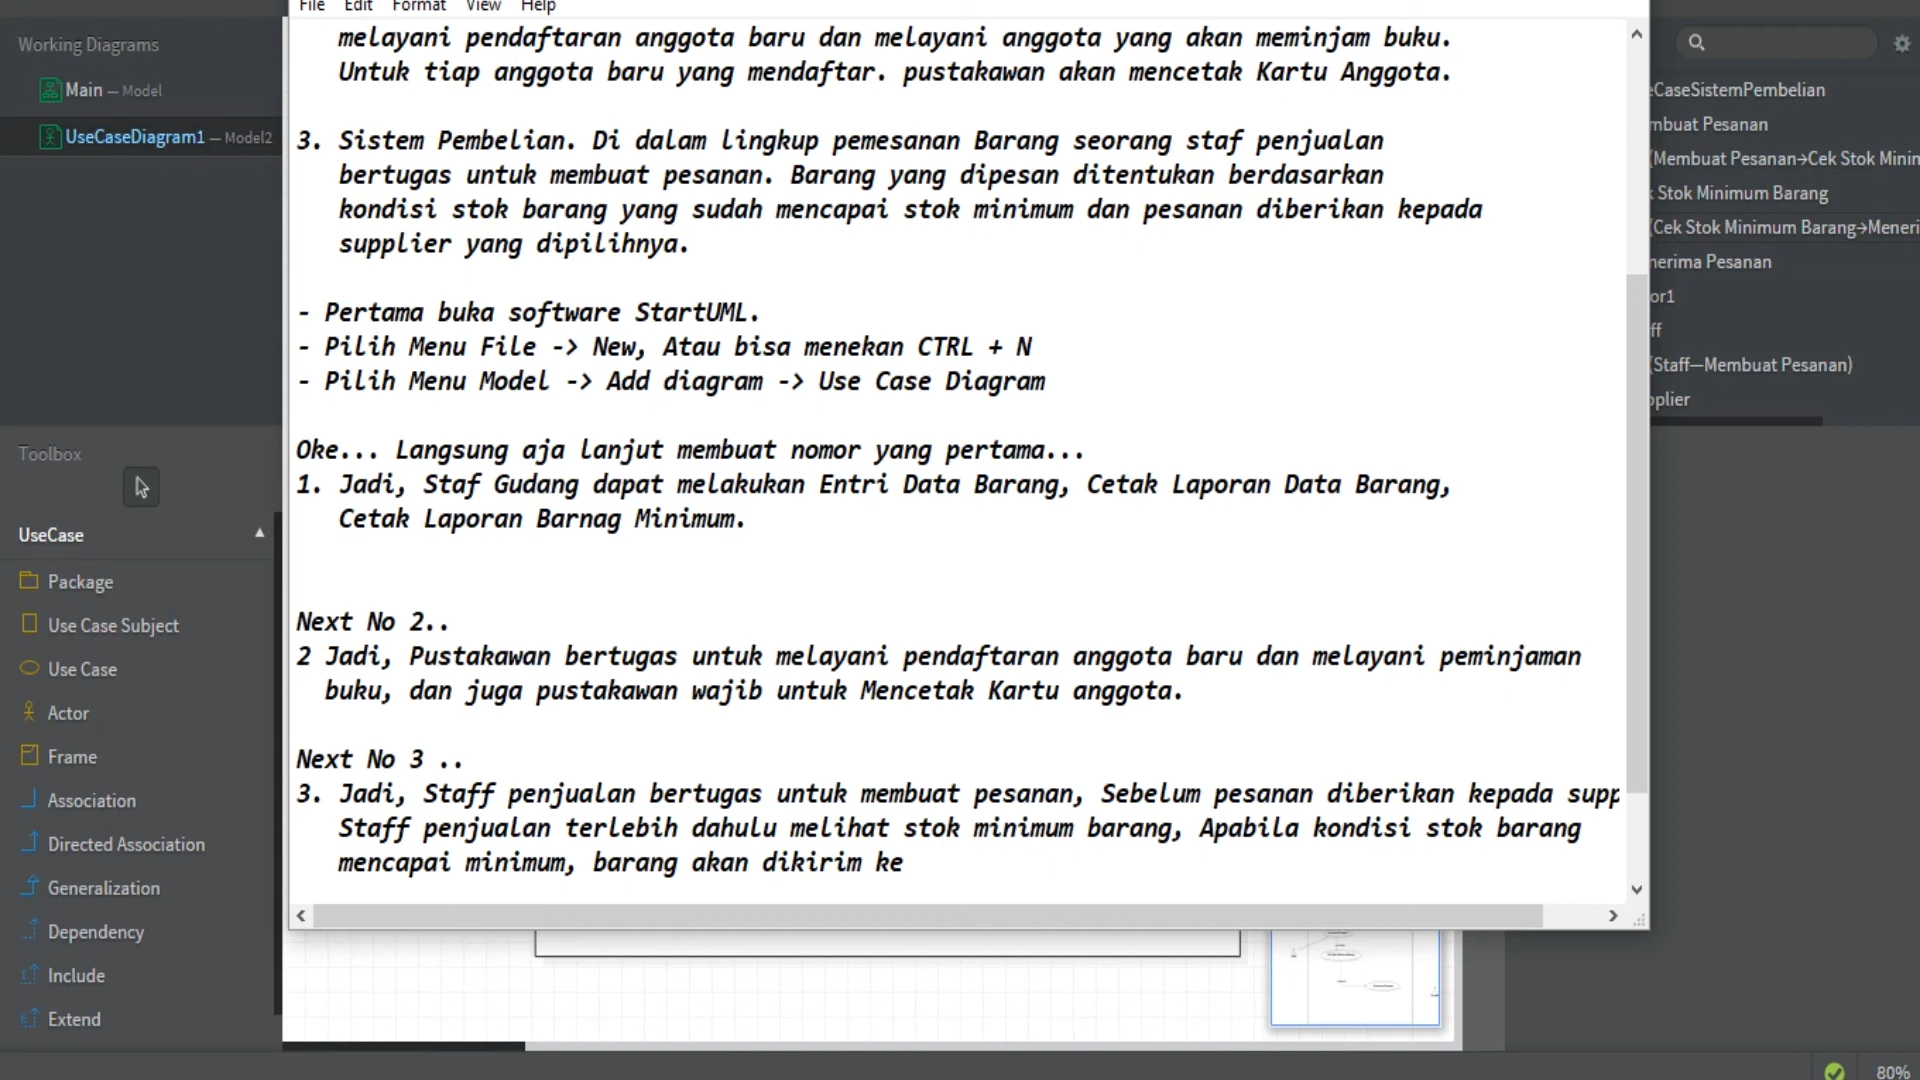 File Edit Format View Help
Working Diagrams
Main — Model
UseCaseDiagram1 — Model2
melayani pendaftaran anggota baru dan melayani anggota yang akan meminjam buku.
Untuk tiap anggota baru yang mendaftar. pustakawan akan mencetak Kartu Anggota.
3. Sistem Pembelian. Di dalam lingkup pemesanan Barang seorang staf penjualan
bertugas untuk membuat pesanan. Barang yang dipesan ditentukan berdasarkan
kondisi stok barang yang sudah mencapai stok minimum dan pesanan diberikan kepada
supplier yang dipilihnya.
- Pertama buka software StartUML.
- Pilih Menu File -> New, Atau bisa menekan CTRL + N
- Pilih Menu Model -> Add diagram -> Use Case Diagram
Oke... Langsung aja lanjut membuat nomor yang pertama...
1. Jadi, Staf Gudang dapat melakukan Entri Data Barang, Cetak Laporan Data Barang,
Cetak Laporan Barnag Minimum.
Next No 2..
2 Jadi, Pustakawan bertugas untuk melayani pendaftaran anggota baru dan melayani peminjaman
buku, dan juga pustakawan wajib untuk Mencetak Kartu anggota.
Next No 3 ..
3. Jadi, Staff penjualan bertugas untuk membuat pesanan, Sebelum pesanan diberikan kepada supp
Staff penjualan terlebih dahulu melihat stok minimum barang, Apabila kondisi stok barang
mencapai minimum, barang akan dikirim ke
Toolbox
UseCase
Package
Use Case Subject
Use Case
Actor
Frame
Association
Directed Association
Generalization
Dependency
Include
Extend
eCaseSistemPembelian
mbuat Pesanan
(Membuat Pesanan→Cek Stok Minin
k Stok Minimum Barang
(Cek Stok Minimum Barang→Meneri
nerima Pesanan
or1
ff
(Staff—Membuat Pesanan)
pplier
80%